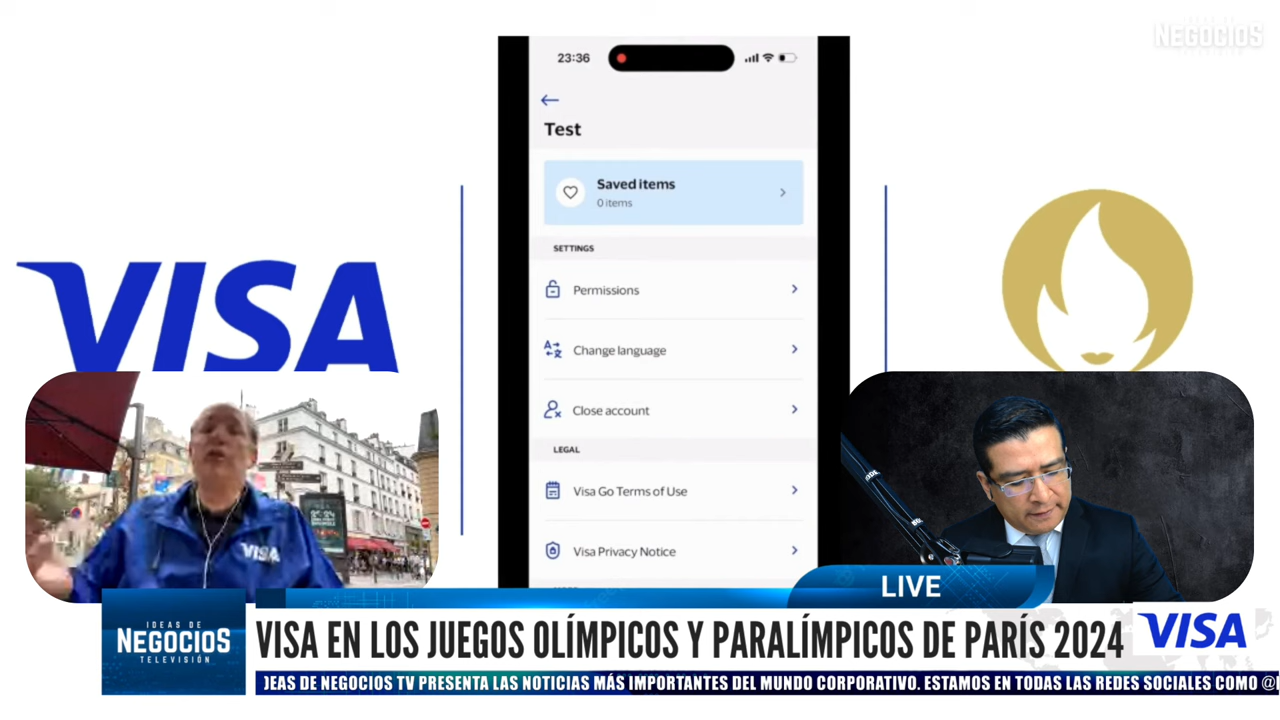 IDEAS DE
NEGOCIOS
TELEVISIÓN
23:36
Test
Saved items
0 items
SETTINGS
Permissions
Change language
Close account
LEGAL
Visa Go Terms of Use
Visa Privacy Notice
VISA
VISA
LIVE
IDEAS DE
NEGOCIOS
TELEVISIÓN
VISA EN LOS JUEGOS OLÍMPICOS Y PARALÍMPICOS DE PARÍS 2024
VISA
DEAS DE NEGOCIOS TV PRESENTA LAS NOTICIAS MÁS IMPORTANTES DEL MUNDO CORPORATIVO. ESTAMOS EN TODAS LAS REDES SOCIALES COMO @